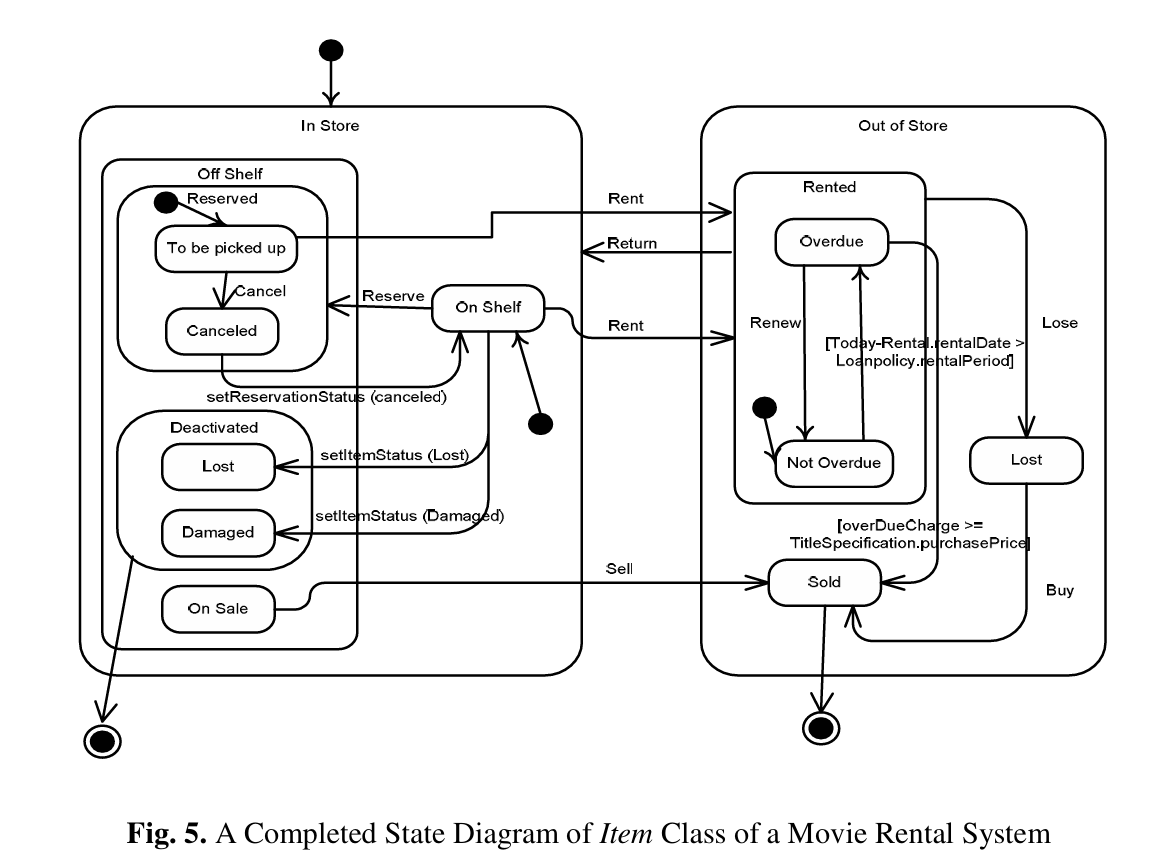 In Store
Out of Store
Off Shelf
Reserved
Rented
Rent
To be picked up
Overdue
Return
Cancel
Reserve
On Shelf
Canceled
Rent
Renew
Lose
[Today-Rental.rentalDate >
Loanpolicy.rentalPeriod]
setReservationStatus (canceled)
Deactivated
Lost
setItemStatus (Lost)
Not Overdue
Lost
setItemStatus (Damaged)
Damaged
[overDueCharge >=
TitleSpecification.purchasePrice]
Sell
Sold
On Sale
Buy
Fig. 5. A Completed State Diagram of Item Class of a Movie Rental System